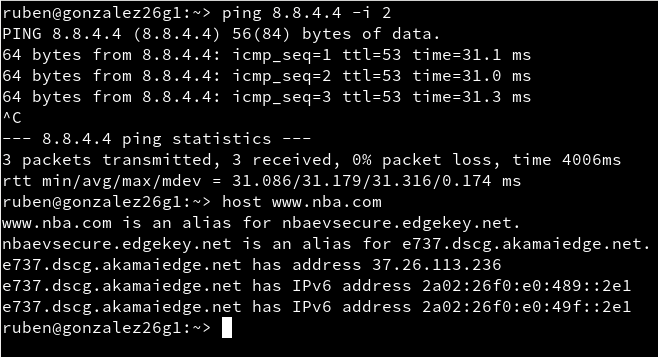 ruben@gonzalez26g1:~> ping 8.8.4.4 -i 2
PING 8.8.4.4 (8.8.4.4) 56(84) bytes of data.
64 bytes from 8.8.4.4: icmp_seq=1 ttl=53 time=31.1 ms
64 bytes from 8.8.4.4: icmp_seq=2 ttl=53 time=31.0 ms
64 bytes from 8.8.4.4: icmp_seq=3 ttl=53 time=31.3 ms
^C
--- 8.8.4.4 ping statistics ---
3 packets transmitted, 3 received, 0% packet loss, time 4006ms
rtt min/avg/max/mdev = 31.086/31.179/31.316/0.174 ms
ruben@gonzalez26g1:~> host www.nba.com
www.nba.com is an alias for nbaevsecure.edgekey.net.
nbaevsecure.edgekey.net is an alias for e737.dscg.akamaiedge.net.
e737.dscg.akamaiedge.net has address 37.26.113.236
e737.dscg.akamaiedge.net has IPv6 address 2a02:26f0:e0:489::2e1
e737.dscg.akamaiedge.net has IPv6 address 2a02:26f0:e0:49f::2e1
ruben@gonzalez26g1:~>